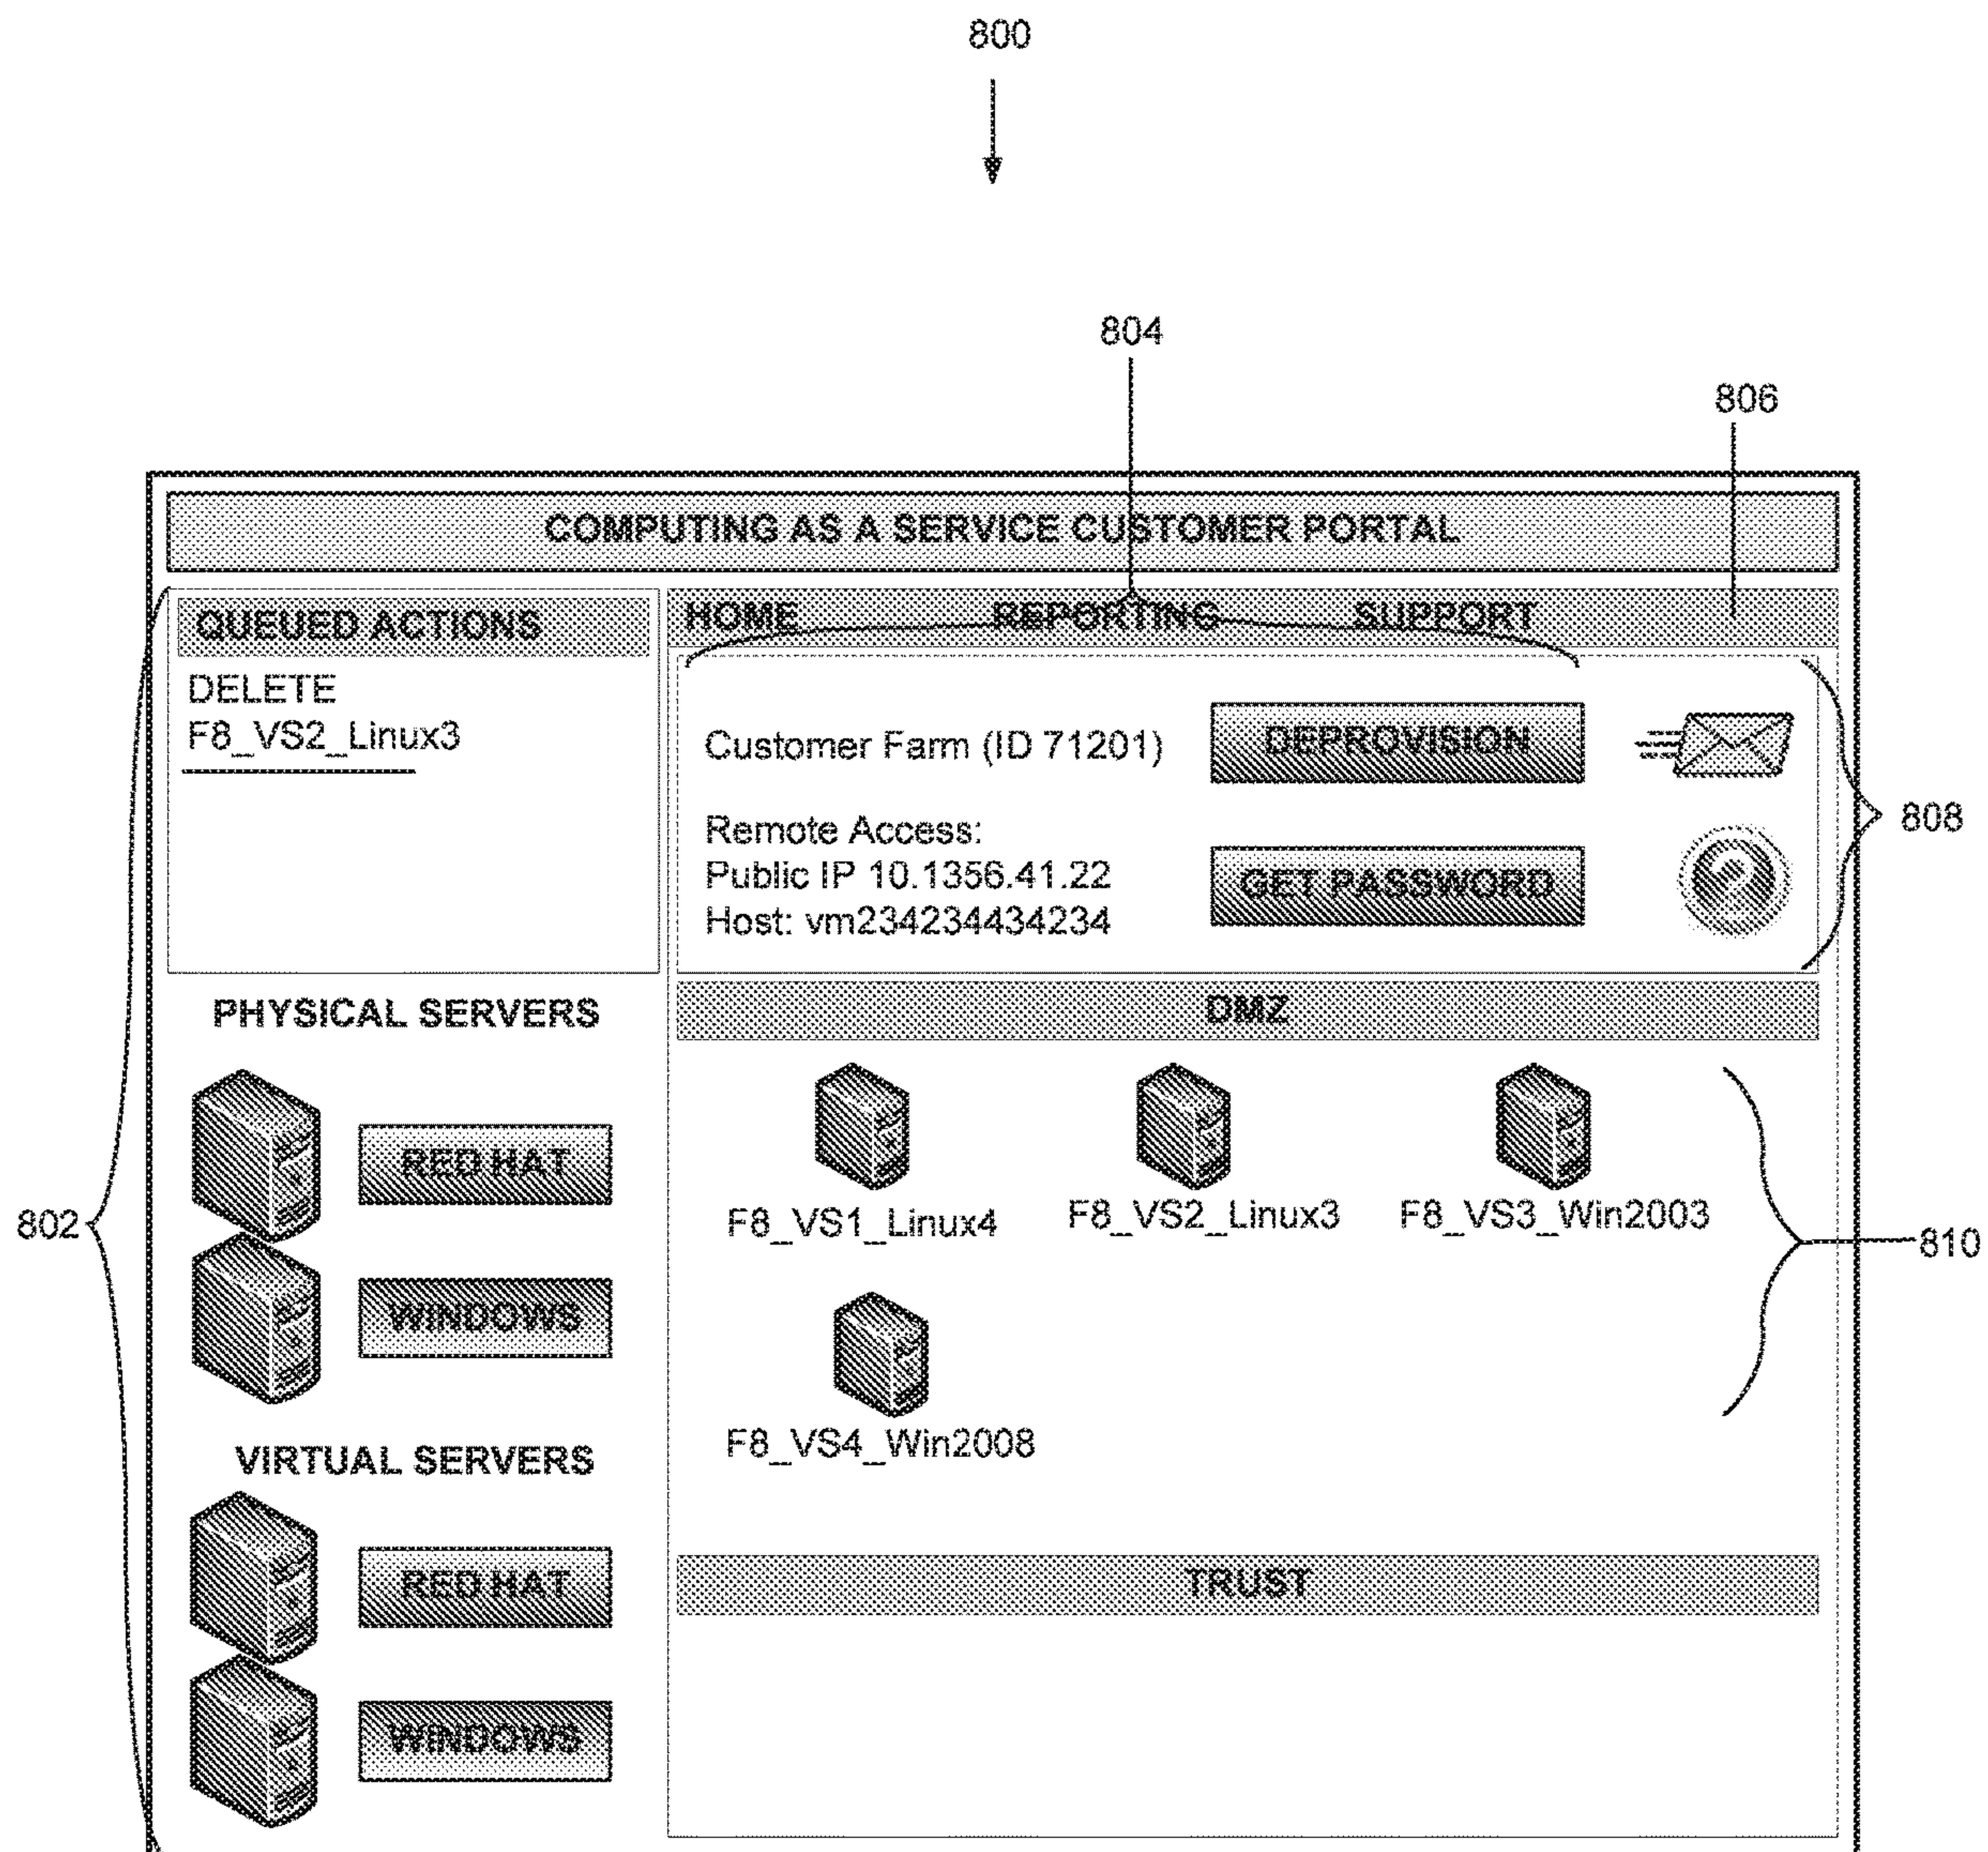 800
804
806
COMPUTING AS A SERVICE CUSTOMER PORTAL
QUEUED ACTIONS
DELETE
F8_VS2_Linux3
HOME REPORTING SUPPORT
Customer Farm (ID 71201)
DEPROVISION
Remote Access:
Public IP 10.1356.41.22
Host: vm234234434234
GET PASSWORD
?
808
PHYSICAL SERVERS
RED HAT
WINDOWS
802
VIRTUAL SERVERS
RED HAT
WINDOWS
DMZ
F8_VS1_Linux4
F8_VS2_Linux3
F8_VS3_Win2003
810
F8_VS4_Win2008
TRUST